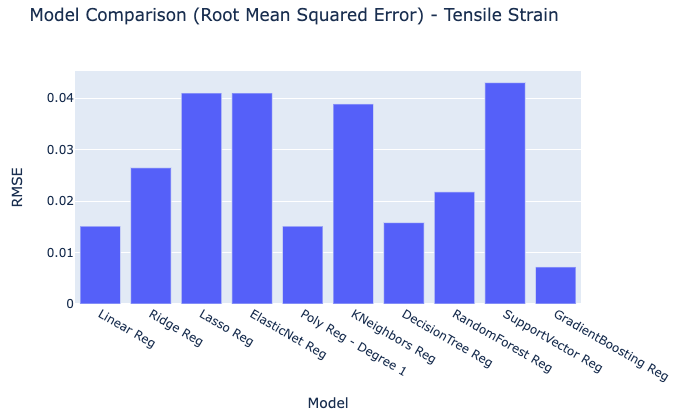 Model Comparison (Root Mean Squared Error) - Tensile Strain
RMSE
0.04
0.03
0.02
0.01
0
Linear Reg
Ridge Reg
Lasso Reg
ElasticNet Reg
Poly Reg - Degree 1
KNeighbors Reg
DecisionTree Reg
RandomForest Reg
SupportVector Reg
GradientBoosting Reg
Model